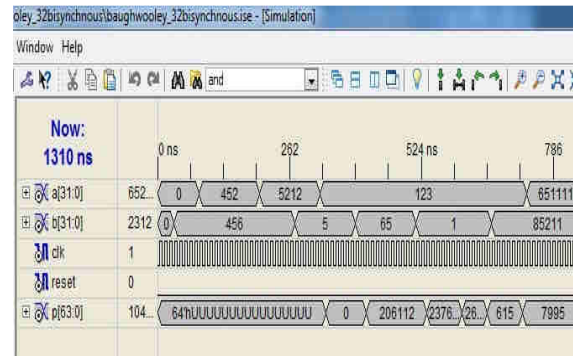 oley_32bisynchnous\baughwooley_32bisynchnous.ise - [Simulation]
Window Help
and
Now:
1310 ns
0 ns 262 524 ns 786
a[31:0] 652... 0 452 5212 123 651111
b[31:0] 2312 0 456 5 65 1 85211
clk 1
reset 0
p[63:0] 104... 64'hUUUUUUUUUUUUUUUU 0 206112 2376... 26... 615 7995